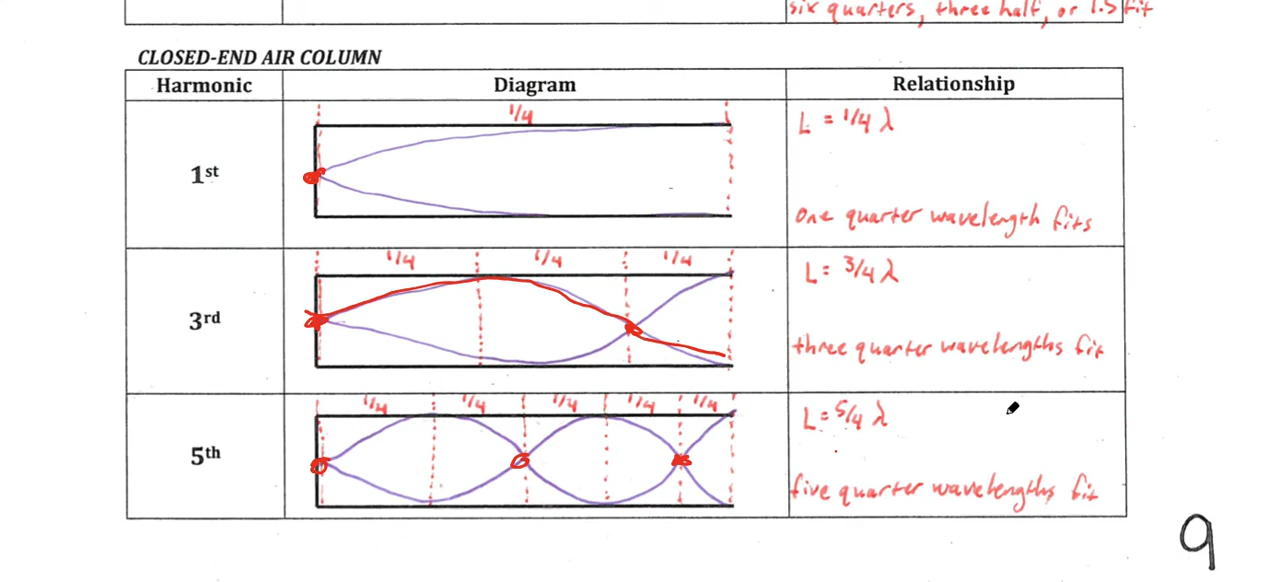 six quarters, three half, or 1.5 fit
CLOSED-END AIR COLUMN
Harmonic Diagram Relationship
1/4
L = 1/4 λ
1st
one quarter wavelength fits
1/4 1/4 1/4
L = 3/4 λ
3rd
three quarter wavelengths fit
1/4 1/4 1/4 1/4 1/4
L = 5/4 λ
5th
five quarter wavelengths fit
9